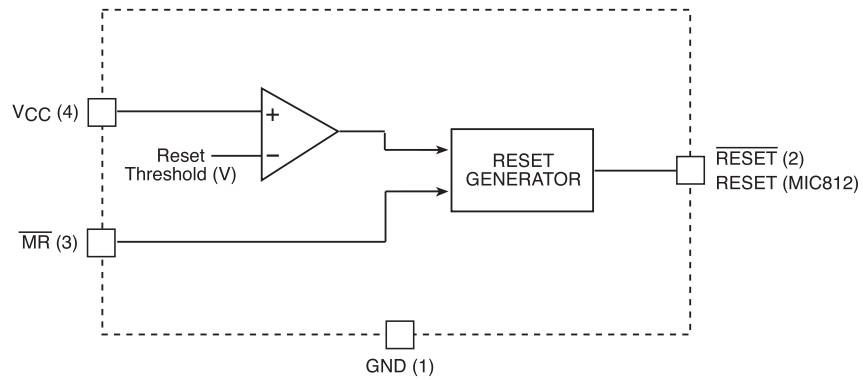 VCC (4)
+
Reset
Threshold (V)
−
RESET
GENERATOR
RESET (2)
RESET (MIC812)
MR (3)
GND (1)